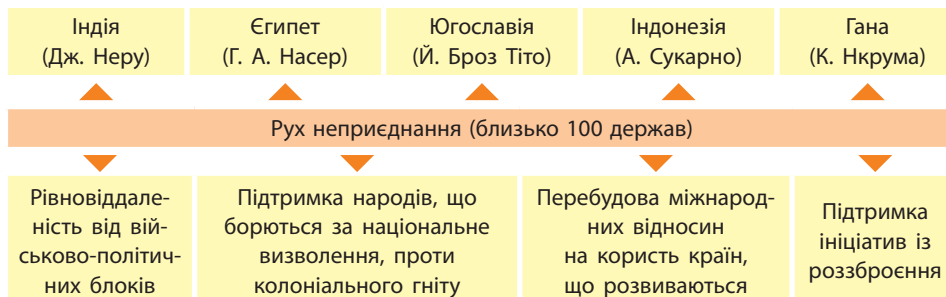 Індія
(Дж. Неру)
Єгипет
(Г. А. Насер)
Югославія
(Й. Броз Тіто)
Індонезія
(А. Сукарно)
Гана
(К. Нкрума)
Рух неприєднання (близько 100 держав)
Рівновіддале-
ність від вій-
ськово-політич-
них блоків
Підтримка народів, що
борються за національне
визволення, проти
колоніального гніту
Перебудова міжнарод-
них відносин
на користь країн,
що розвиваються
Підтримка
ініціатив із
роззброєння